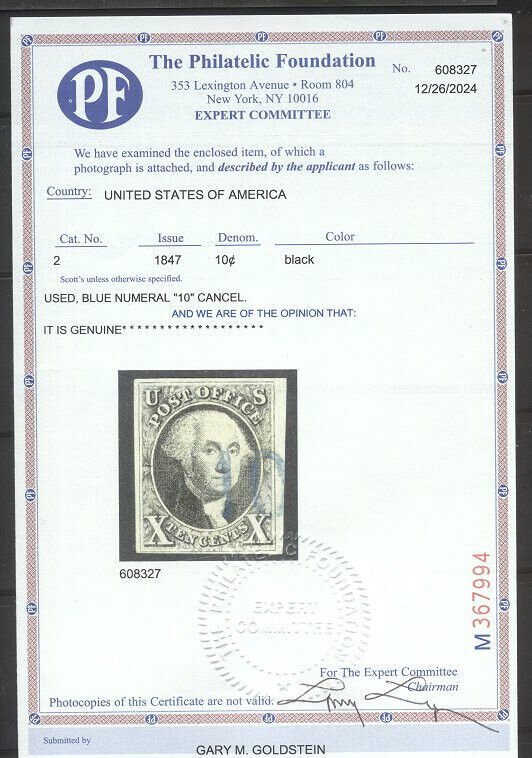 PF
The Philatelic Foundation
353 Lexington Avenue • Room 804
New York, NY 10016
EXPERT COMMITTEE
No. 608327
12/26/2024
We have examined the enclosed item, of which a
photograph is attached, and described by the applicant as follows:
Country: UNITED STATES OF AMERICA
Cat. No. Issue Denom. Color
2 1847 10¢ black
Scott's unless otherwise specified.
USED, BLUE NUMERAL "10" CANCEL.
AND WE ARE OF THE OPINION THAT:
IT IS GENUINE* * * * * * * * * * * * * * * * * * *
U S
POST OFFICE
10
X TEN CENTS X
608327
PHILATELIC FOUNDATION
EXPERT
COMMITTEE
M 367994
For The Expert Committee
Chairman
Photocopies of this Certificate are not valid.
Submitted by
GARY M. GOLDSTEIN